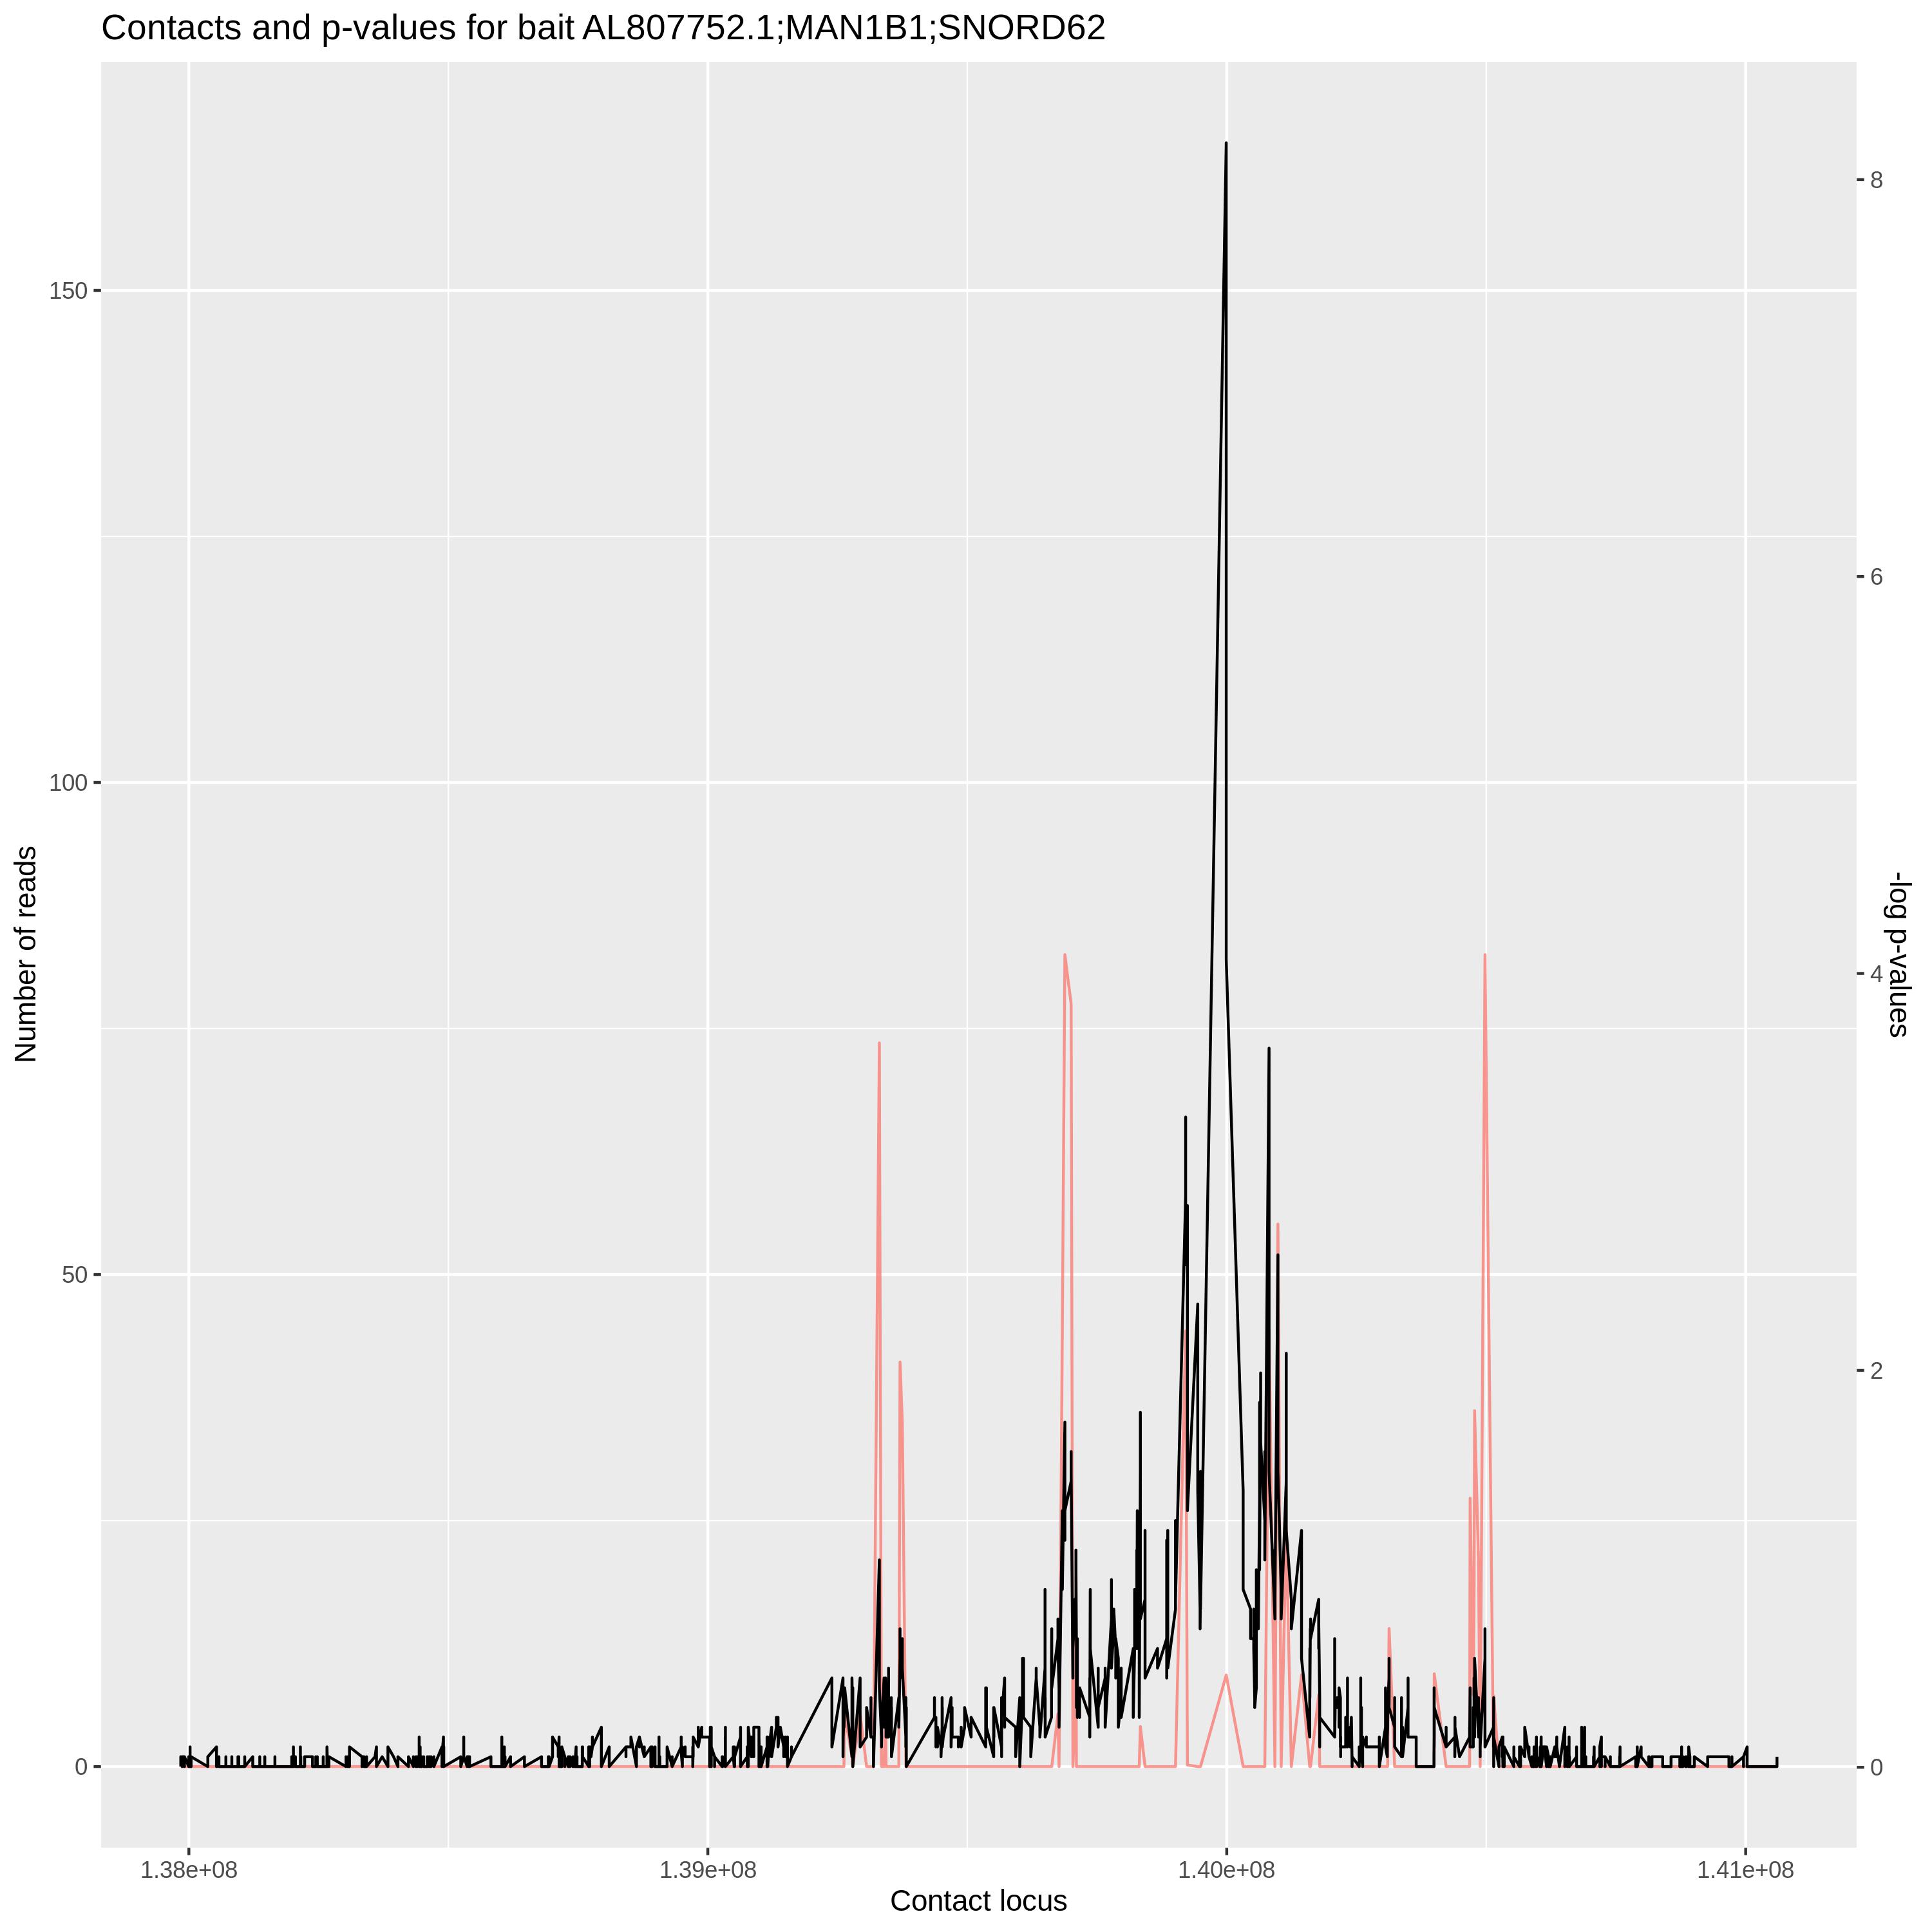 Contacts and p-values for bait AL807752.1;MAN1B1;SNORD62
150
100
50
0
Number of reads
8
6
4
2
0
-log p-values
1.38e+08
1.39e+08
1.40e+08
1.41e+08
Contact locus